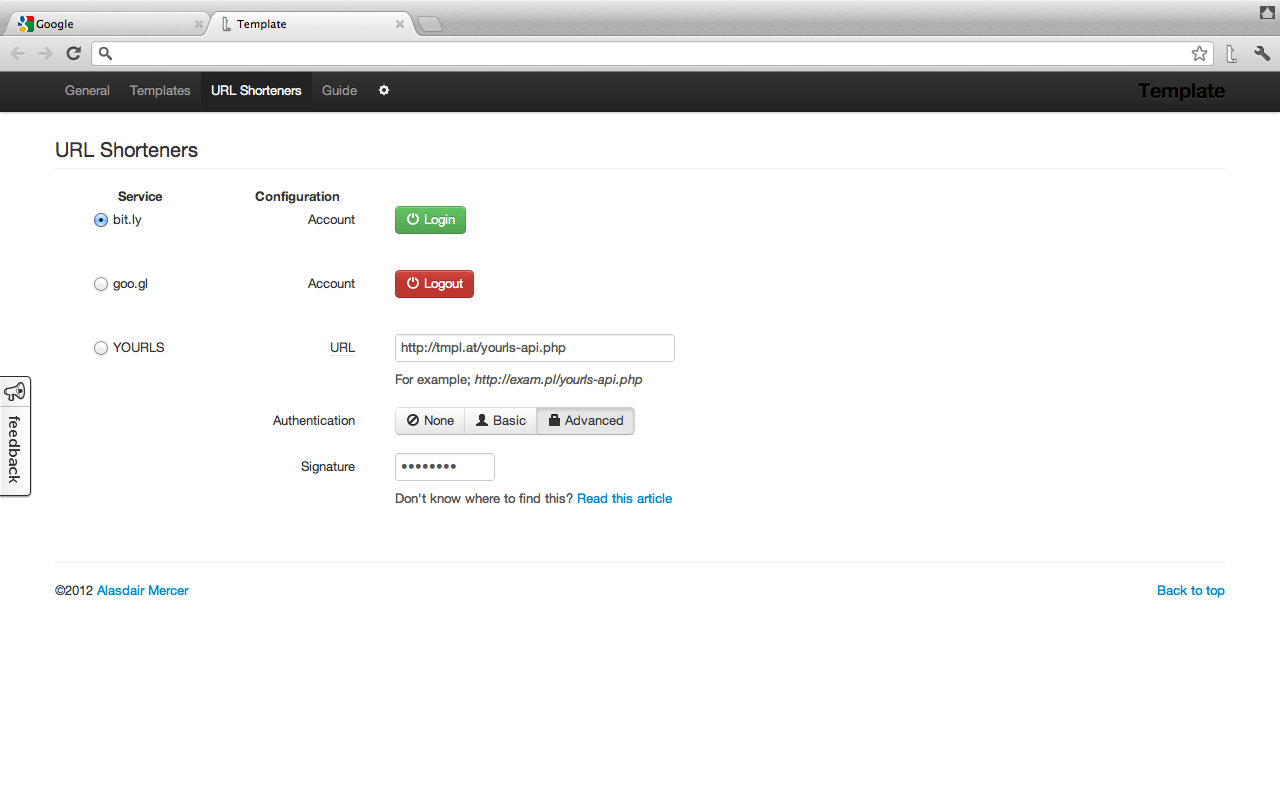 Google
Template
General Templates URL Shorteners Guide
Template
URL Shorteners
Service Configuration
bit.ly Account Login
goo.gl Account Logout
YOURLS URL http://tmpl.at/yourls-api.php
For example; http://exam.pl/yourls-api.php
Authentication None Basic Advanced
feedback
Signature ••••••••
Don't know where to find this? Read this article
©2012 Alasdair Mercer
Back to top